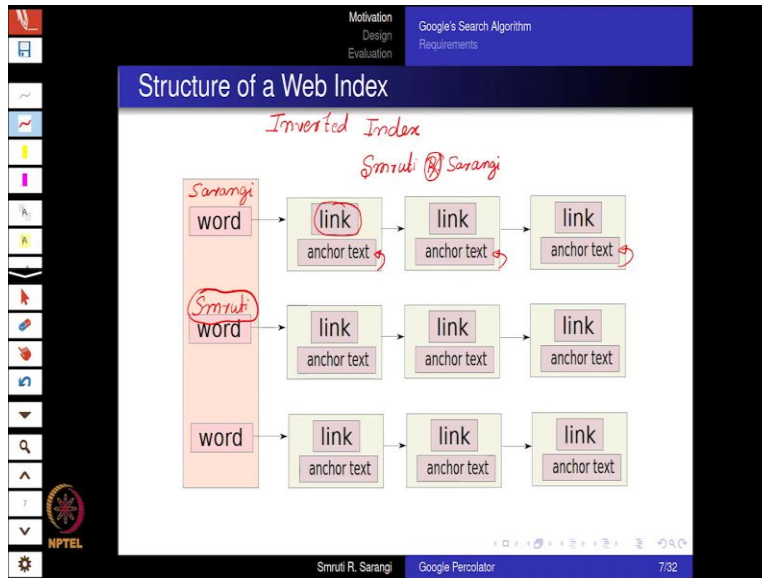 Motivation
Design
Evaluation
Google's Search Algorithm
Requirements
Structure of a Web Index
Inverted Index
Smruti R Sarangi
Sarangi
word
link
anchor text
link
anchor text
link
anchor text
Smruti
word
link
anchor text
link
anchor text
link
anchor text
word
link
anchor text
link
anchor text
link
anchor text
7
NPTEL
Smruti R. Sarangi
Google Percolator
7/32